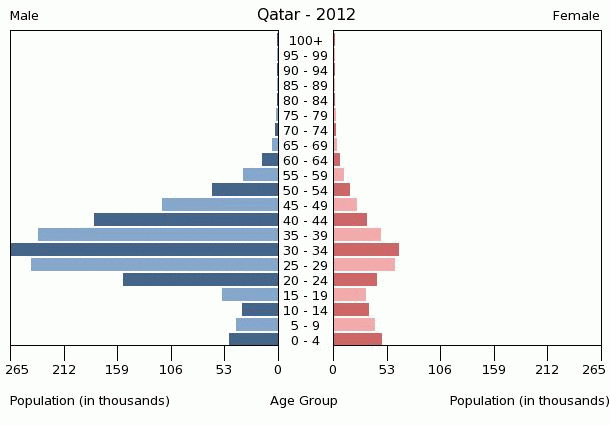 Male Qatar - 2012 Female
100+
95 - 99
90 - 94
85 - 89
80 - 84
75 - 79
70 - 74
65 - 69
60 - 64
55 - 59
50 - 54
45 - 49
40 - 44
35 - 39
30 - 34
25 - 29
20 - 24
15 - 19
10 - 14
5 - 9
0 - 4
265 212 159 106 53 0 0 53 106 159 212 265
Population (in thousands) Age Group Population (in thousands)